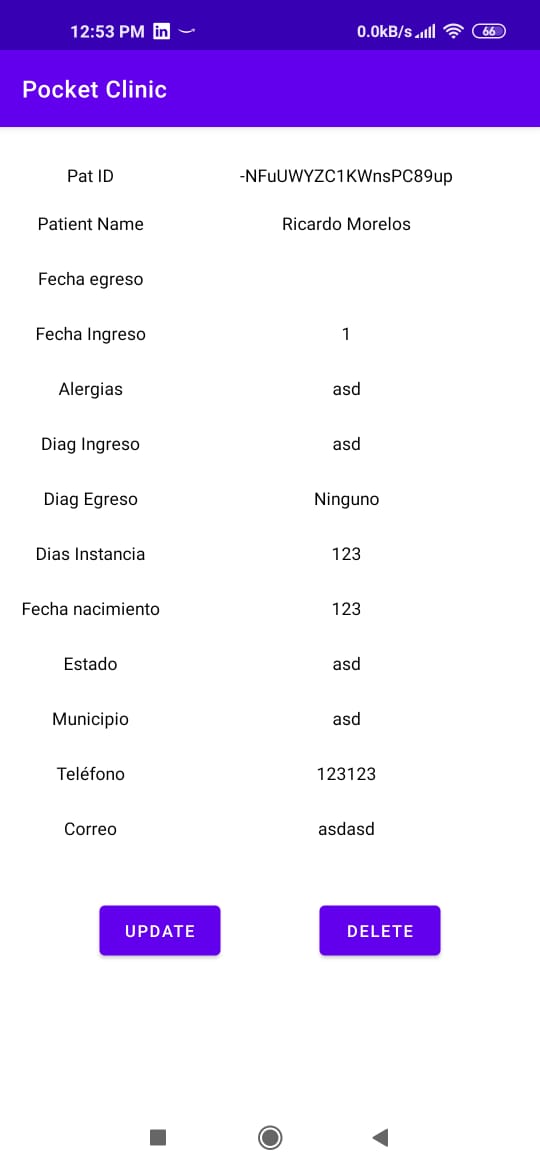 12:53 PM in 0.0kB/s 66
Pocket Clinic
Pat ID -NFuUWYZC1KWnsPC89up
Patient Name Ricardo Morelos
Fecha egreso
Fecha Ingreso 1
Alergias asd
Diag Ingreso asd
Diag Egreso Ninguno
Dias Instancia 123
Fecha nacimiento 123
Estado asd
Municipio asd
Teléfono 123123
Correo asdasd
UPDATE DELETE